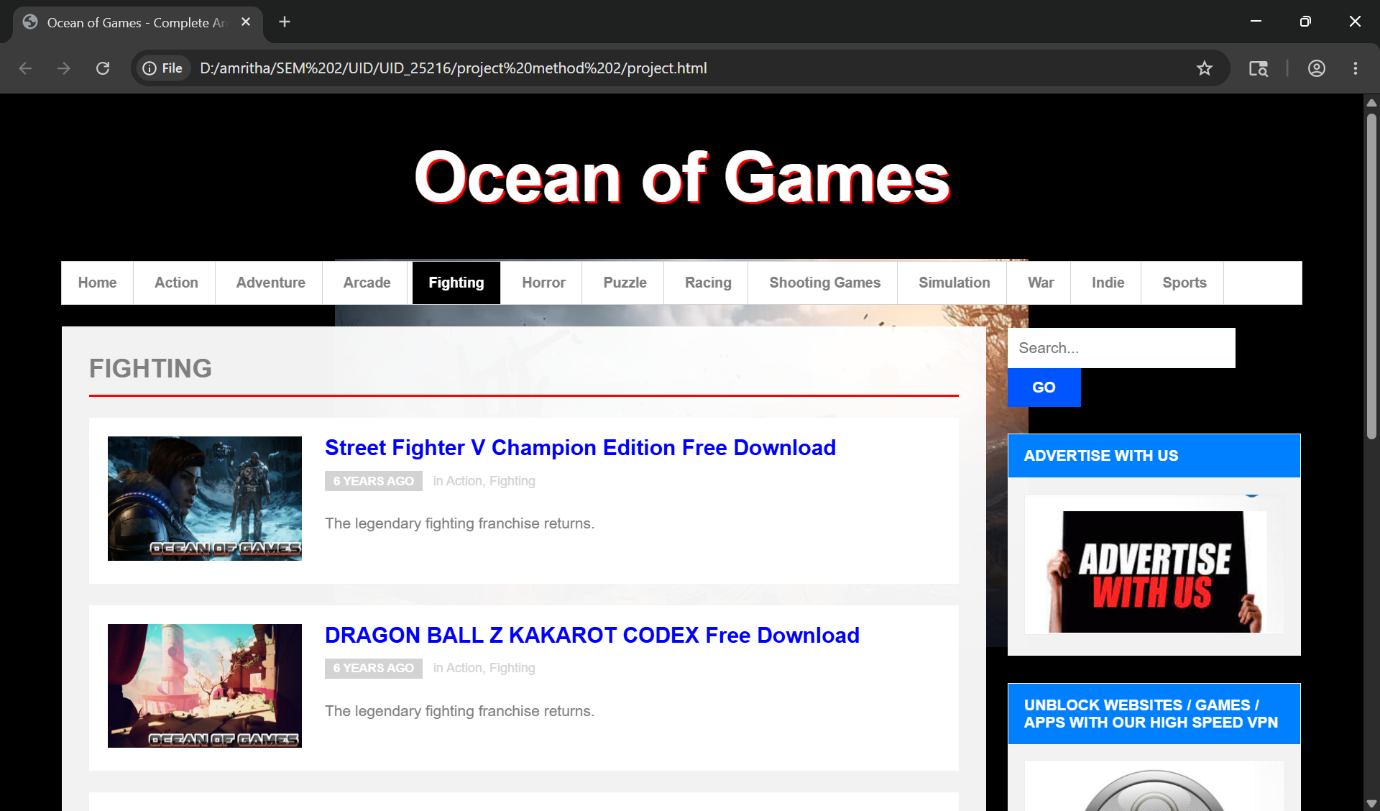 Ocean of Games - Complete An
File
D:/amritha/SEM%202/UID/UID_25216/project%20method%202/project.html
Ocean of Games
Home
Action
Adventure
Arcade
Fighting
Horror
Puzzle
Racing
Shooting Games
Simulation
War
Indie
Sports
FIGHTING
Street Fighter V Champion Edition Free Download
6 YEARS AGO in Action, Fighting
The legendary fighting franchise returns.
OCEAN OF GAMES
DRAGON BALL Z KAKAROT CODEX Free Download
6 YEARS AGO in Action, Fighting
The legendary fighting franchise returns.
OCEAN OF GAMES
Search...
GO
ADVERTISE WITH US
ADVERTISE
WITH US
UNBLOCK WEBSITES / GAMES /
APPS WITH OUR HIGH SPEED VPN